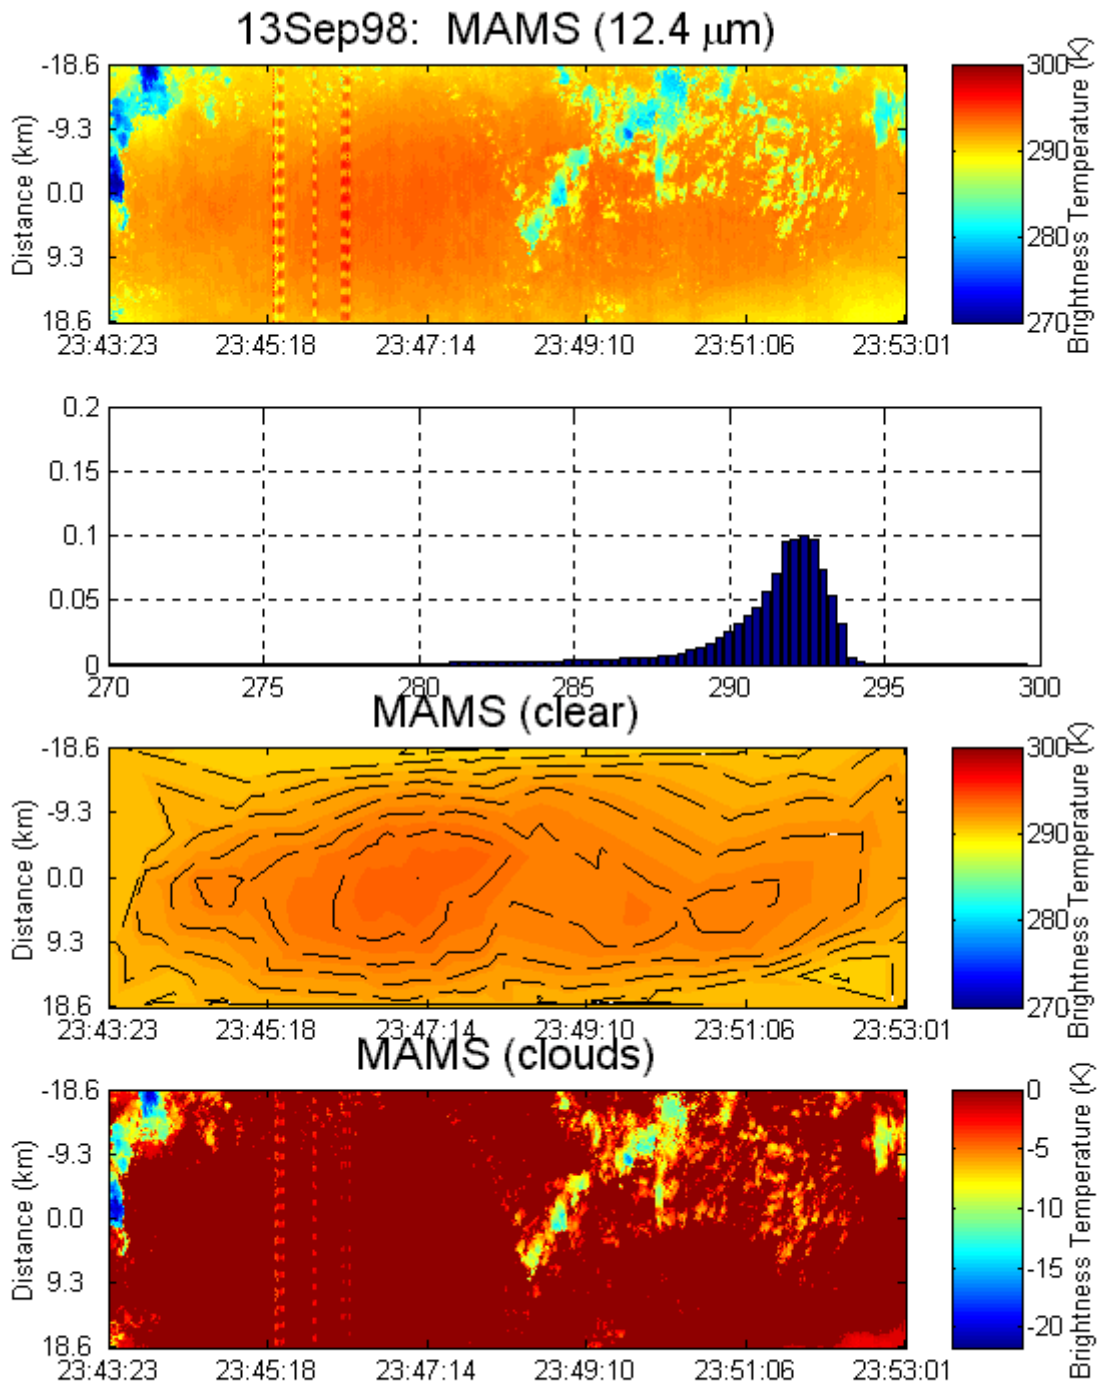 13Sep98: MAMS (12.4 μm)
-18.6
-9.3
0.0
9.3
18.6
Distance (km)
23:43:23 23:45:18 23:47:14 23:49:10 23:51:06 23:53:01
300
290
280
270
Brightness Temperature (K)
0.2
0.15
0.1
0.05
0
270 275 280 285 290 295 300
MAMS (clear)
-18.6
-9.3
0.0
9.3
18.6
Distance (km)
23:43:23 23:45:18 23:47:14 23:49:10 23:51:06 23:53:01
300
290
280
270
Brightness Temperature (K)
MAMS (clouds)
-18.6
-9.3
0.0
9.3
18.6
Distance (km)
23:43:23 23:45:18 23:47:14 23:49:10 23:51:06 23:53:01
0
-5
-10
-15
-20
Brightness Temperature (K)